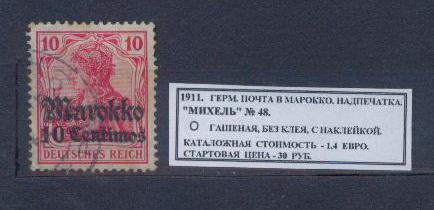 10 10
Marokko
10 Centimos
DEUTSCHES REICH
1911. ГЕРМ. ПОЧТА В МАРОККО. НАДПЕЧАТКА.
"МИХЕЛЬ" № 48.
О ГАШЕНАЯ, БЕЗ КЛЕЯ, С НАКЛЕЙКОЙ.
КАТАЛОЖНАЯ СТОИМОСТЬ - 1.4 ЕВРО.
СТАРТОВАЯ ЦЕНА - 30 РУБ.